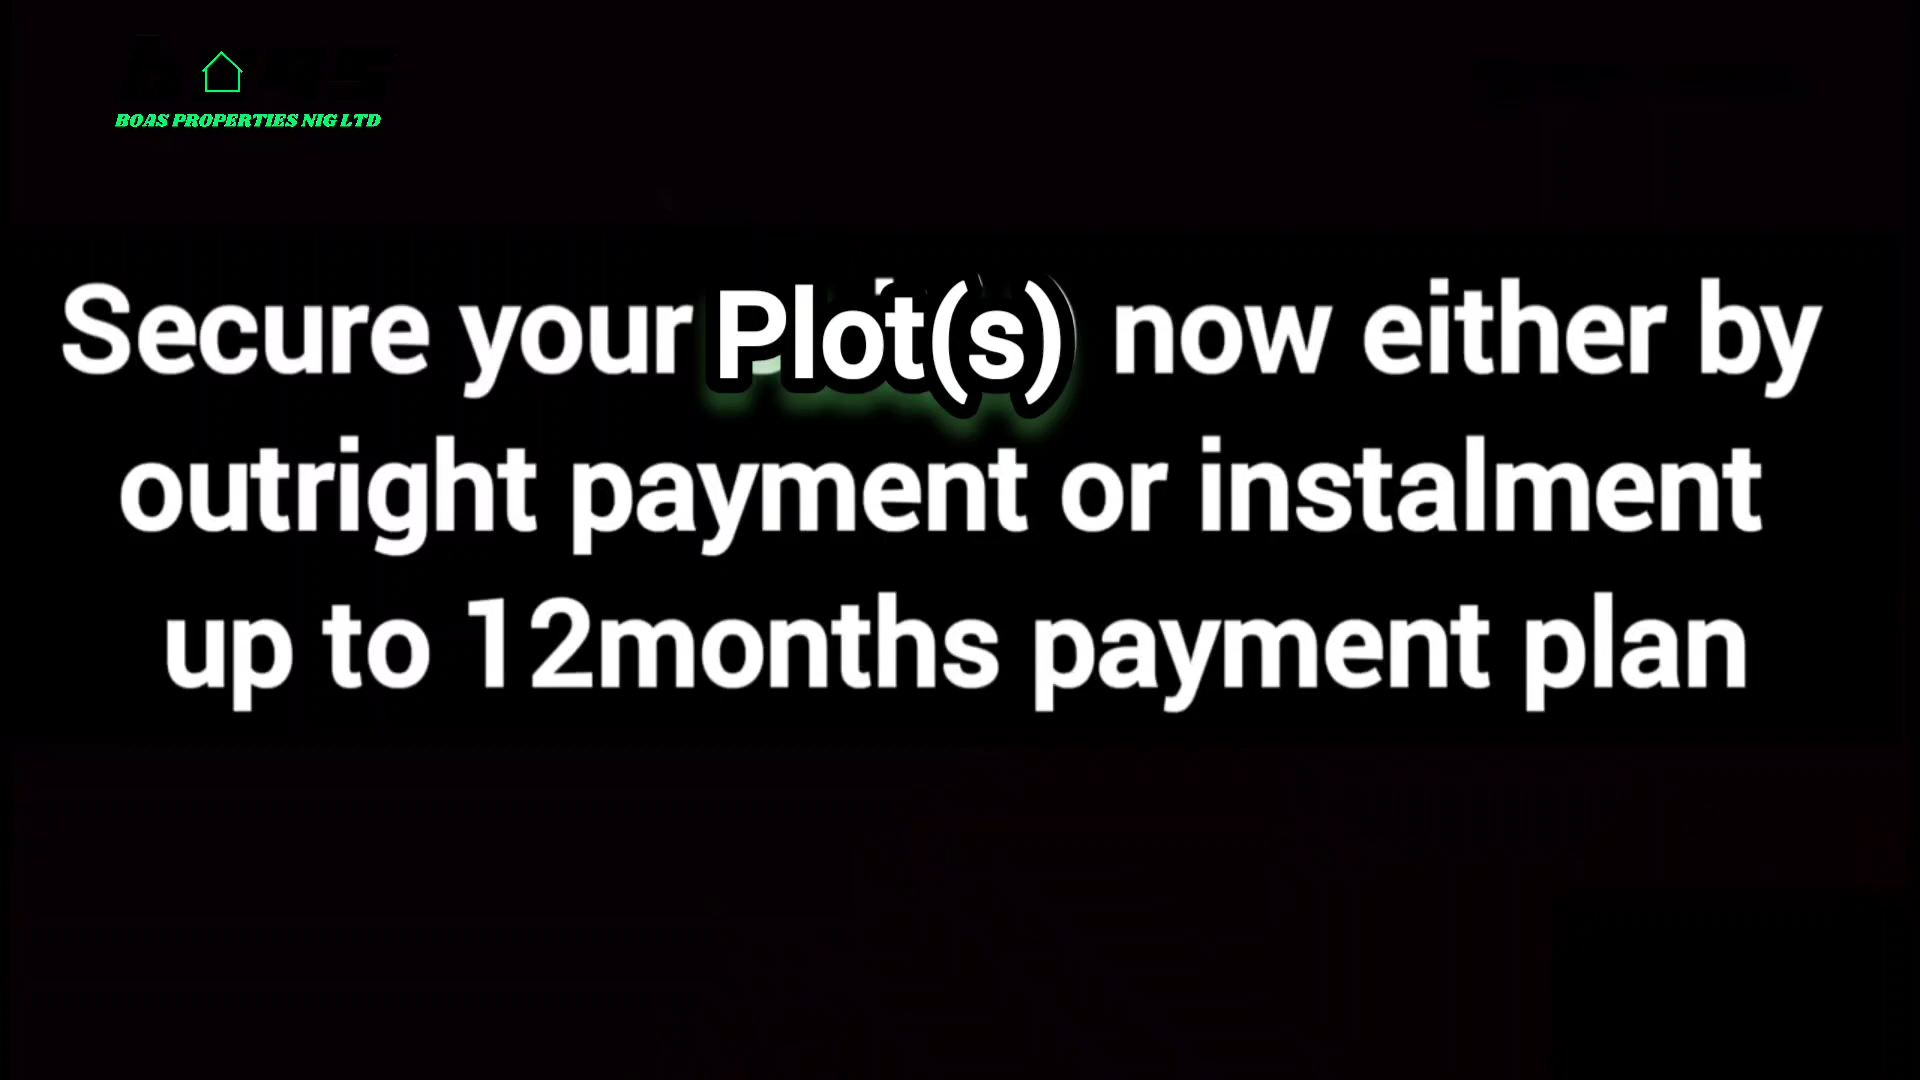 BOAS PROPERTIES NIG LTD
Secure your Plot(s) now either by
outright payment or instalment
up to 12months payment plan